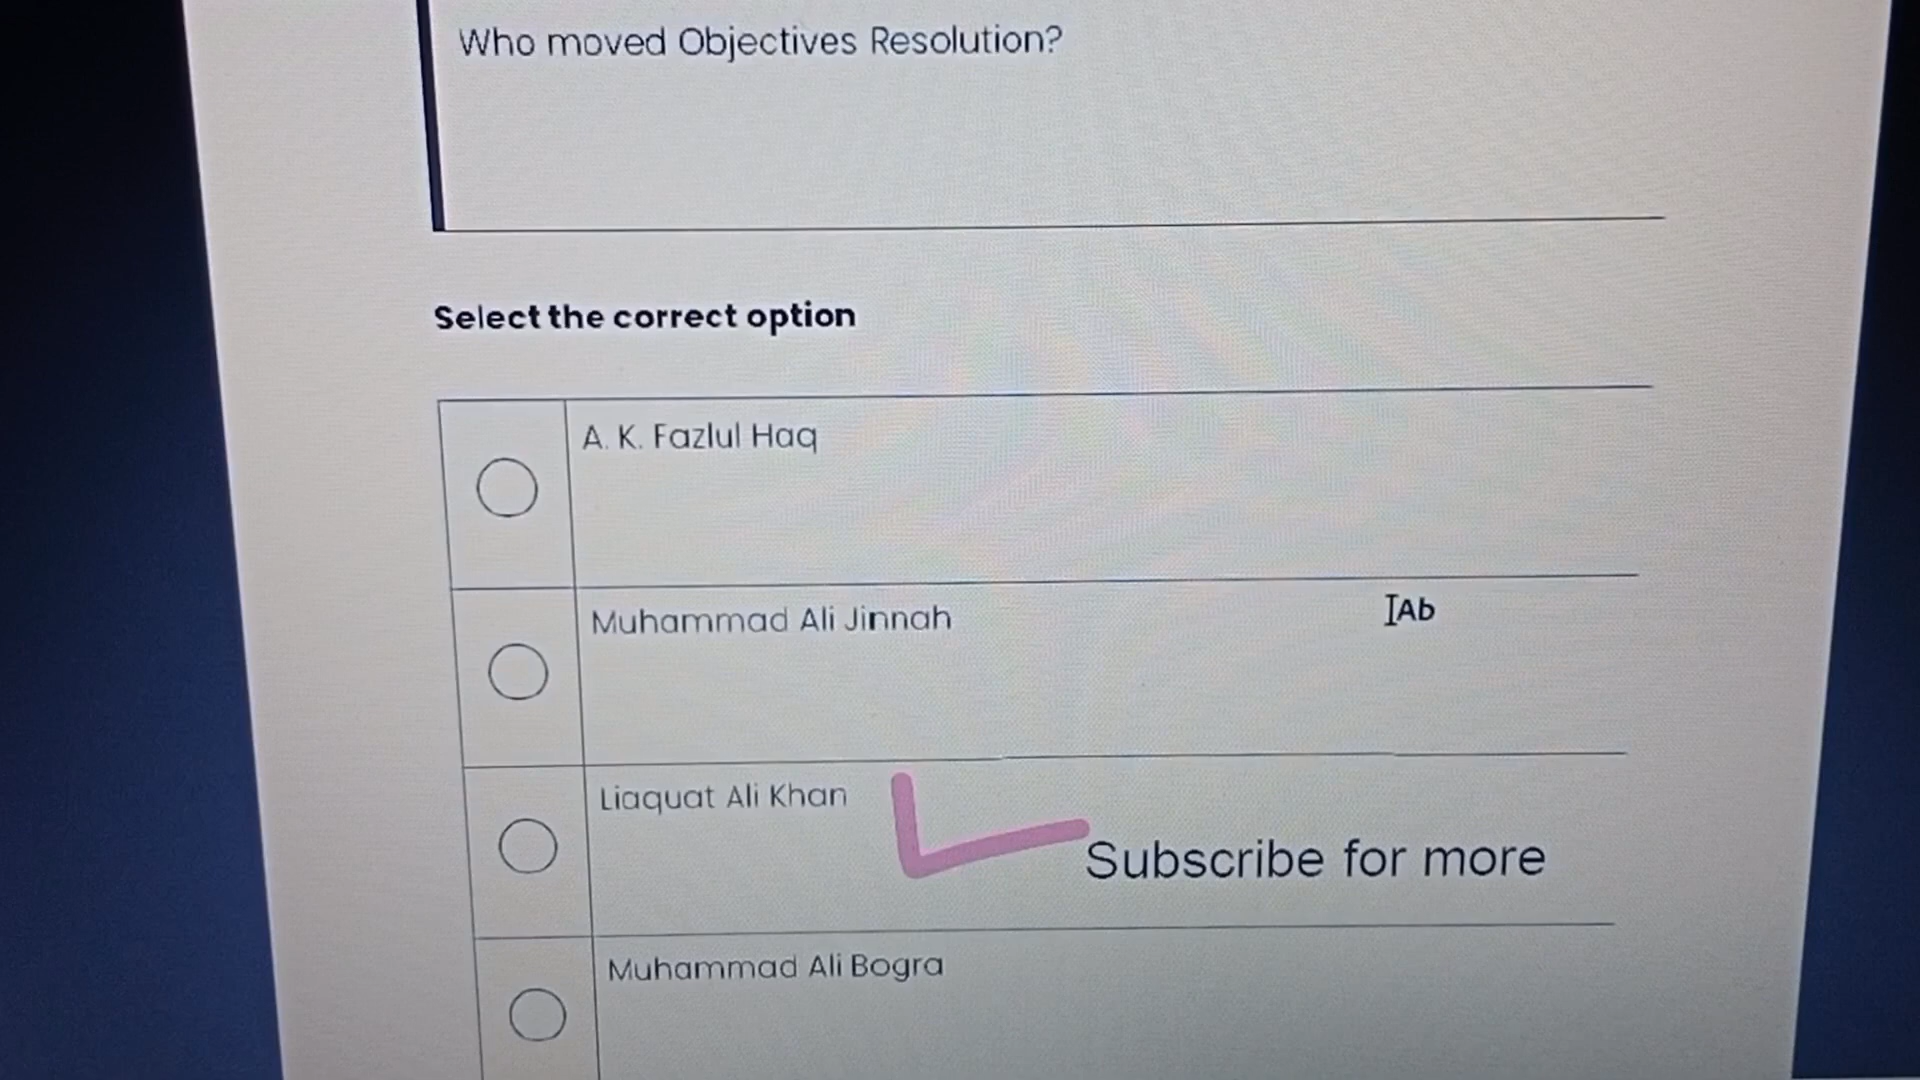 Who moved Objectives Resolution?
Select the correct option
A. K. Fazlul Haq
Muhammad Ali Jinnah
Ab
Liaquat Ali Khan
Subscribe for more
Muhammad Ali Bogra